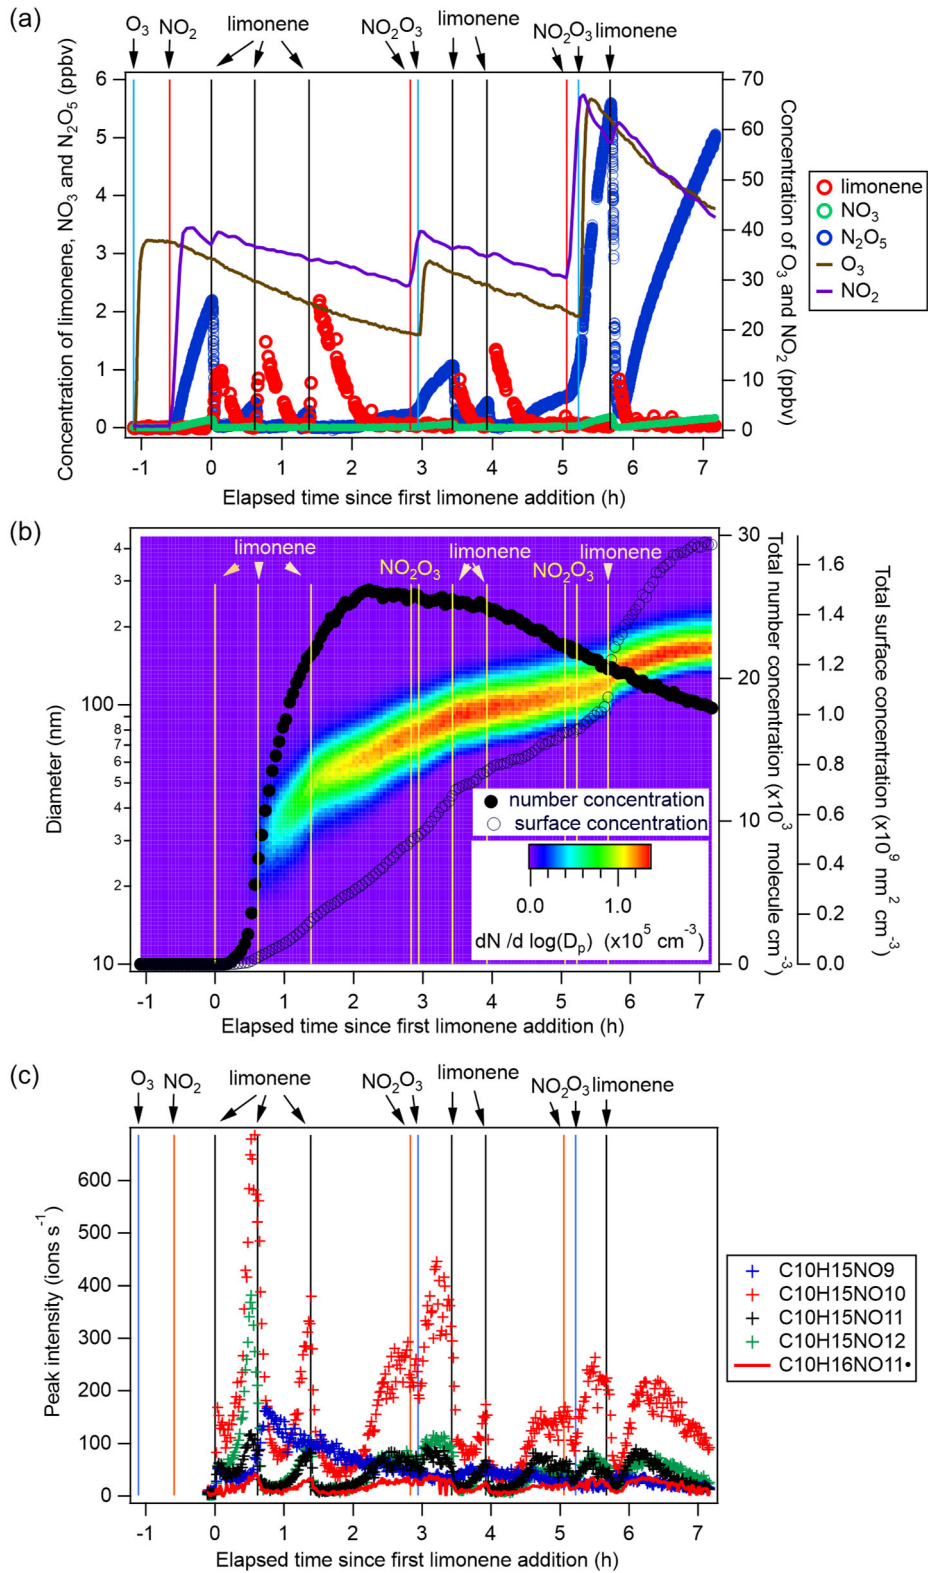 (a)
O3 NO2 limonene NO2O3 limonene NO2O3 limonene
Concentration of limonene, NO3 and N2O5 (ppbv)
6
5
4
3
2
1
0
70
60
50
40
30
20
10
0
Concentration of O3 and NO2 (ppbv)
-1 0 1 2 3 4 5 6 7
Elapsed time since first limonene addition (h)
limonene
NO3
N2O5
O3
NO2
(b)
limonene NO2O3 limonene NO2O3 limonene
Diameter (nm)
4
3
2
100
8
7
6
5
4
3
2
10
30
20
10
0
Total number concentration (x10^3 molecule cm^-3)
1.6
1.4
1.2
1.0
0.8
0.6
0.4
0.2
0.0
Total surface concentration (x10^9 nm^2 cm^-3)
number concentration
surface concentration
0.0 1.0
dN /d log(Dp) (x10^5 cm^-3)
-1 0 1 2 3 4 5 6 7
Elapsed time since first limonene addition (h)
(c)
O3 NO2 limonene NO2O3 limonene NO2O3 limonene
Peak intensity (ions s^-1)
600
500
400
300
200
100
0
-1 0 1 2 3 4 5 6 7
Elapsed time since first limonene addition (h)
C10H15NO9
C10H15NO10
C10H15NO11
C10H15NO12
C10H16NO11•